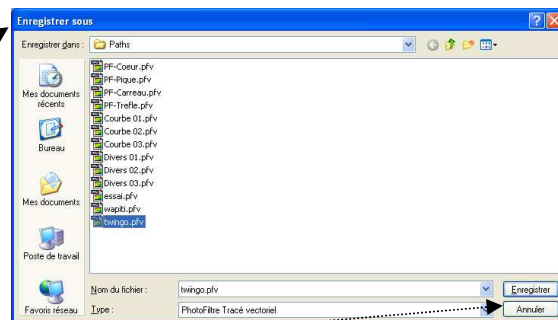 Enregistrer sous
Enregistrer dans :
Paths
PF-Coeur.pfv
PF-Pique.pfv
PF-Carreau.pfv
PF-Trefle.pfv
Courbe 01.pfv
Courbe 02.pfv
Courbe 03.pfv
Divers 01.pfv
Divers 02.pfv
Divers 03.pfv
essai.pfv
wapiti.pfv
twingo.pfv
Mes documents
récents
Bureau
Mes documents
Poste de travail
Favoris réseau
Nom du fichier :
twingo.pfv
Enregistrer
Type :
PhotoFiltre Tracé vectoriel
Annuler